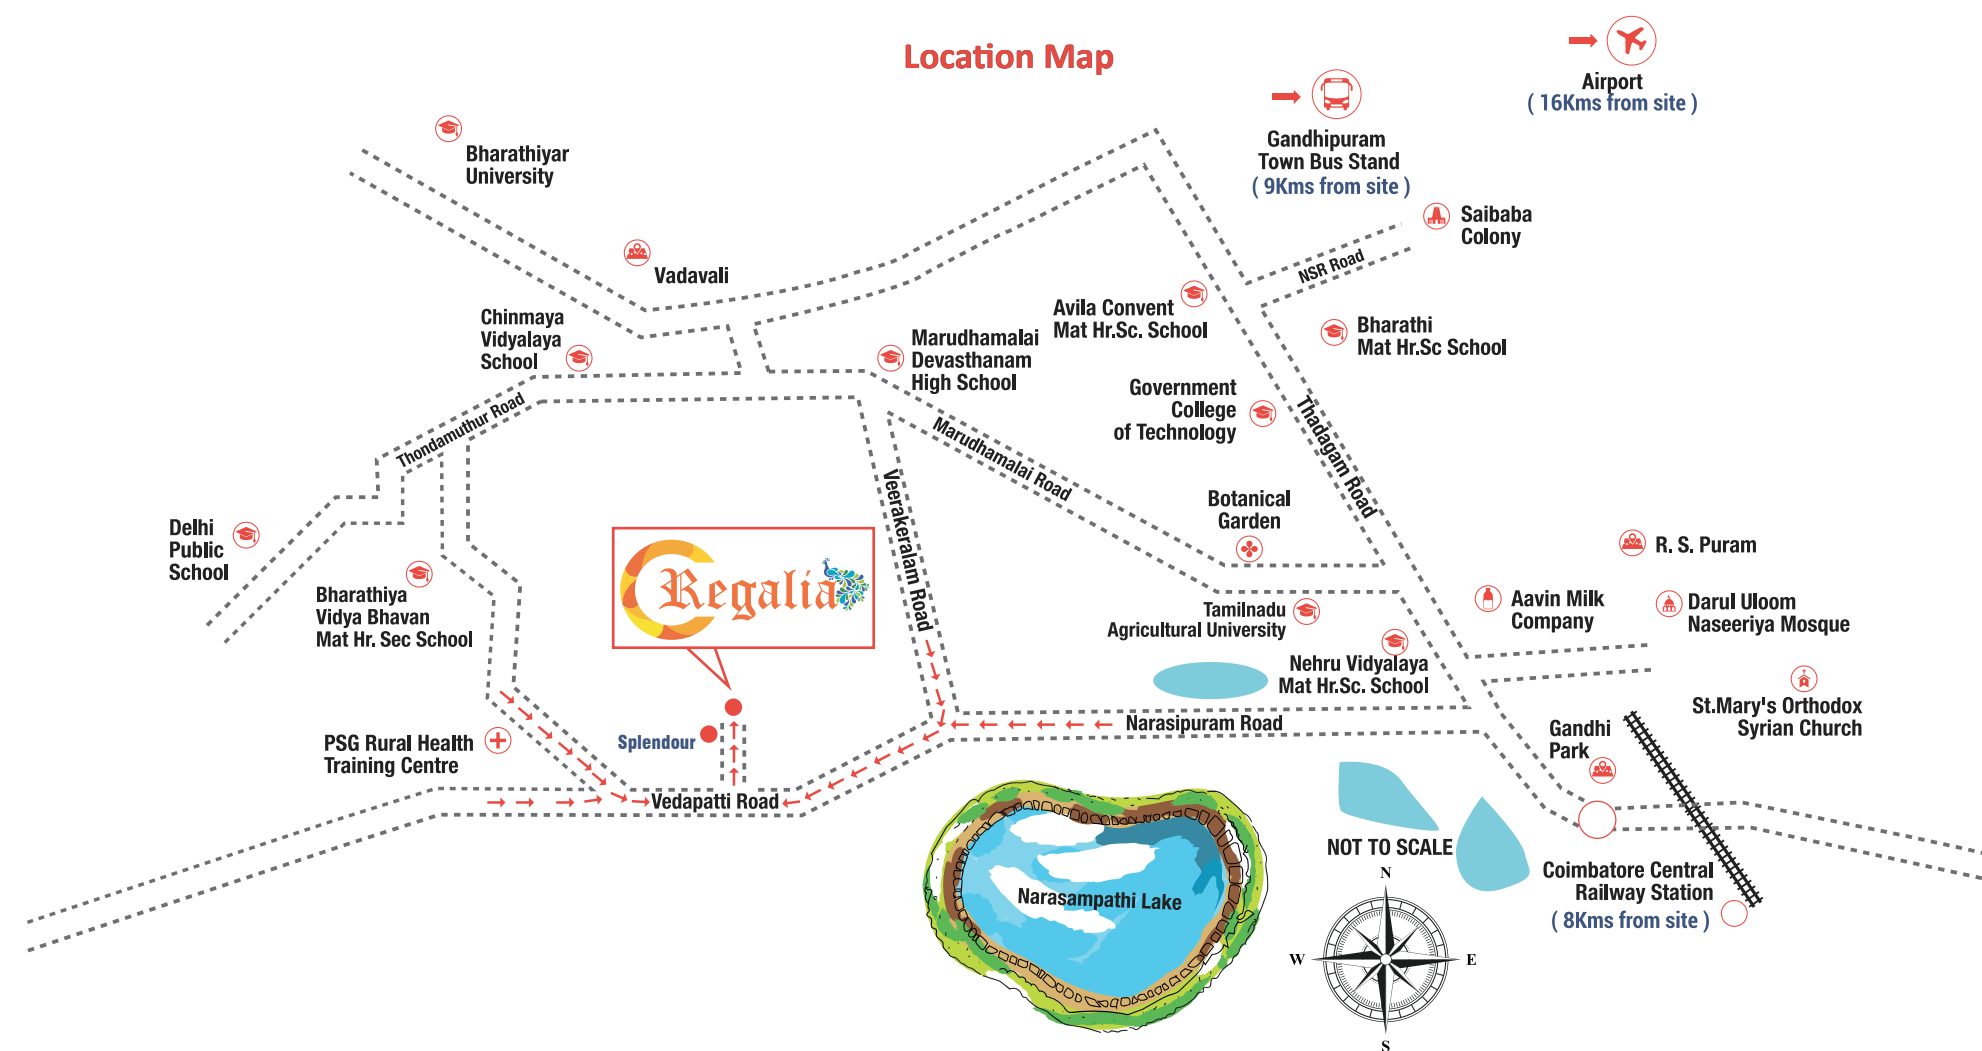 Location Map
Airport
( 16Kms from site )
Gandhipuram
Town Bus Stand
( 9Kms from site )
Bharathiyar
University
Saibaba
Colony
NSR Road
Vadavali
Chinmaya
Vidyalaya
School
Marudhamalai
Devasthanam
High School
Avila Convent
Mat Hr.Sc. School
Bharathi
Mat Hr.Sc School
Government
College
of Technology
Thondamuthur Road
Marudhamalai Road
Thadagam Road
Veerakeralam Road
Botanical
Garden
Delhi
Public
School
R. S. Puram
Bharathiya
Vidya Bhavan
Mat Hr. Sec School
Regalia
Tamilnadu
Agricultural University
Aavin Milk
Company
Darul Uloom
Naseeriya Mosque
Nehru Vidyalaya
Mat Hr.Sc. School
St.Mary's Orthodox
Syrian Church
Narasipuram Road
Gandhi
Park
PSG Rural Health
Training Centre
Splendour
Vedapatti Road
NOT TO SCALE
Narasampathi Lake
Coimbatore Central
Railway Station
( 8Kms from site )
N
W
E
S